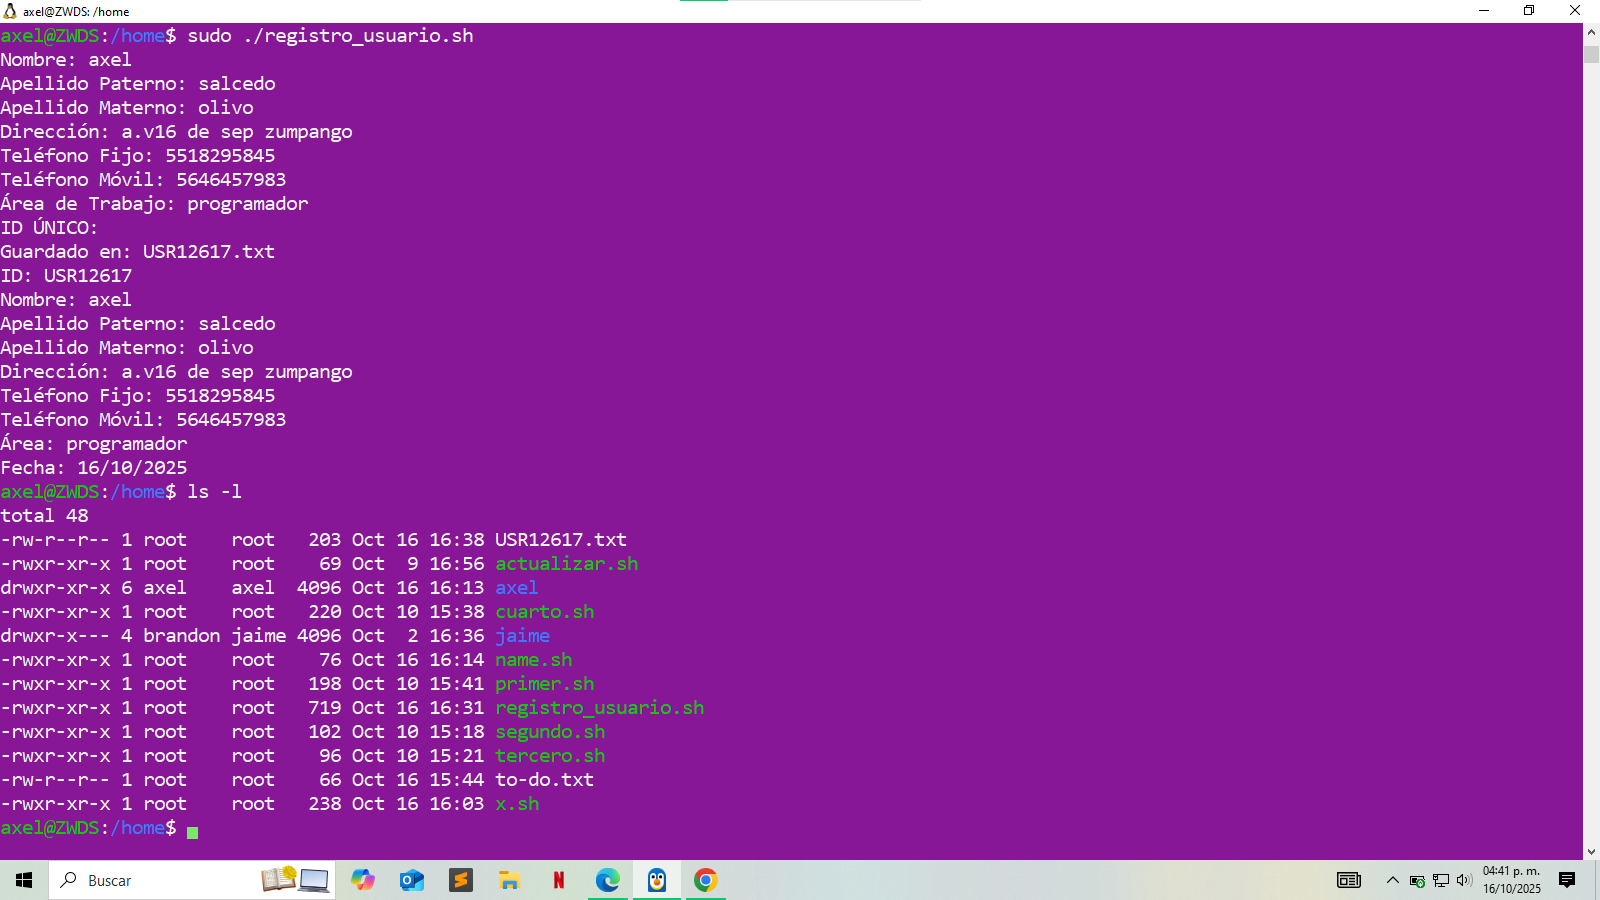 axel@ZWDS: /home
axel@ZWDS:/home$ sudo ./registro_usuario.sh
Nombre: axel
Apellido Paterno: salcedo
Apellido Materno: olivo
Dirección: a.v16 de sep zumpango
Teléfono Fijo: 5518295845
Teléfono Móvil: 5646457983
Área de Trabajo: programador
ID ÚNICO:
Guardado en: USR12617.txt
ID: USR12617
Nombre: axel
Apellido Paterno: salcedo
Apellido Materno: olivo
Dirección: a.v16 de sep zumpango
Teléfono Fijo: 5518295845
Teléfono Móvil: 5646457983
Área: programador
Fecha: 16/10/2025
axel@ZWDS:/home$ ls -l
total 48
-rw-r--r-- 1 root    root   203 Oct 16 16:38 USR12617.txt
-rwxr-xr-x 1 root    root    69 Oct  9 16:56 actualizar.sh
drwxr-xr-x 6 axel    axel  4096 Oct 16 16:13 axel
-rwxr-xr-x 1 root    root   220 Oct 10 15:38 cuarto.sh
drwxr-x--- 4 brandon jaime 4096 Oct  2 16:36 jaime
-rwxr-xr-x 1 root    root    76 Oct 16 16:14 name.sh
-rwxr-xr-x 1 root    root   198 Oct 10 15:41 primer.sh
-rwxr-xr-x 1 root    root   719 Oct 16 16:31 registro_usuario.sh
-rwxr-xr-x 1 root    root   102 Oct 10 15:18 segundo.sh
-rwxr-xr-x 1 root    root    96 Oct 10 15:21 tercero.sh
-rw-r--r-- 1 root    root    66 Oct 16 15:44 to-do.txt
-rwxr-xr-x 1 root    root   238 Oct 16 16:03 x.sh
axel@ZWDS:/home$
Buscar
04:41 p. m.
16/10/2025